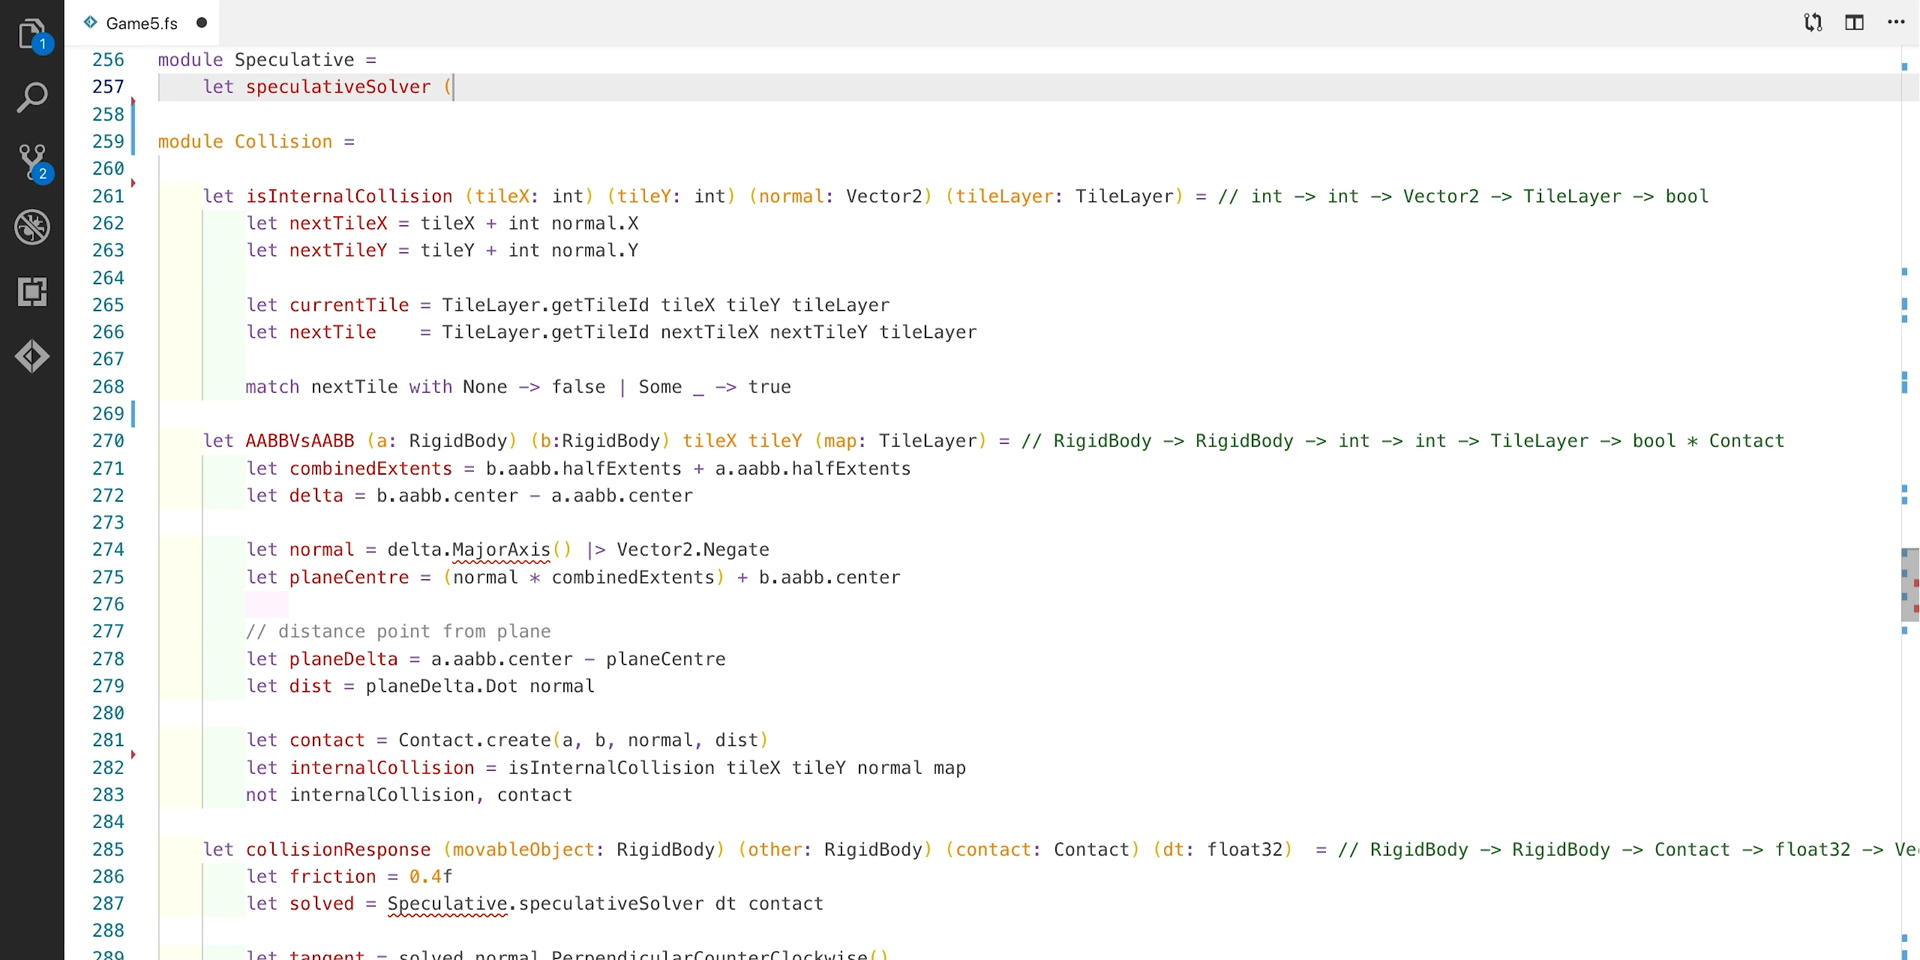 Game5.fs
1
2
256 module Speculative =
257 let speculativeSolver (
258
259 module Collision =
260
261 let isInternalCollision (tileX: int) (tileY: int) (normal: Vector2) (tileLayer: TileLayer) = // int -> int -> Vector2 -> TileLayer -> bool
262 let nextTileX = tileX + int normal.X
263 let nextTileY = tileY + int normal.Y
264
265 let currentTile = TileLayer.getTileId tileX tileY tileLayer
266 let nextTile    = TileLayer.getTileId nextTileX nextTileY tileLayer
267
268 match nextTile with None -> false | Some _ -> true
269
270 let AABBVsAABB (a: RigidBody) (b:RigidBody) tileX tileY (map: TileLayer) = // RigidBody -> RigidBody -> int -> int -> TileLayer -> bool * Contact
271 let combinedExtents = b.aabb.halfExtents + a.aabb.halfExtents
272 let delta = b.aabb.center - a.aabb.center
273
274 let normal = delta.MajorAxis() |> Vector2.Negate
275 let planeCentre = (normal * combinedExtents) + b.aabb.center
276
277 // distance point from plane
278 let planeDelta = a.aabb.center - planeCentre
279 let dist = planeDelta.Dot normal
280
281 let contact = Contact.create(a, b, normal, dist)
282 let internalCollision = isInternalCollision tileX tileY normal map
283 not internalCollision, contact
284
285 let collisionResponse (movableObject: RigidBody) (other: RigidBody) (contact: Contact) (dt: float32)  = // RigidBody -> RigidBody -> Contact -> float32 -> Ve
286 let friction = 0.4f
287 let solved = Speculative.speculativeSolver dt contact
288
289 let tangent = solved.normal.PerpendicularCounterClockwise()